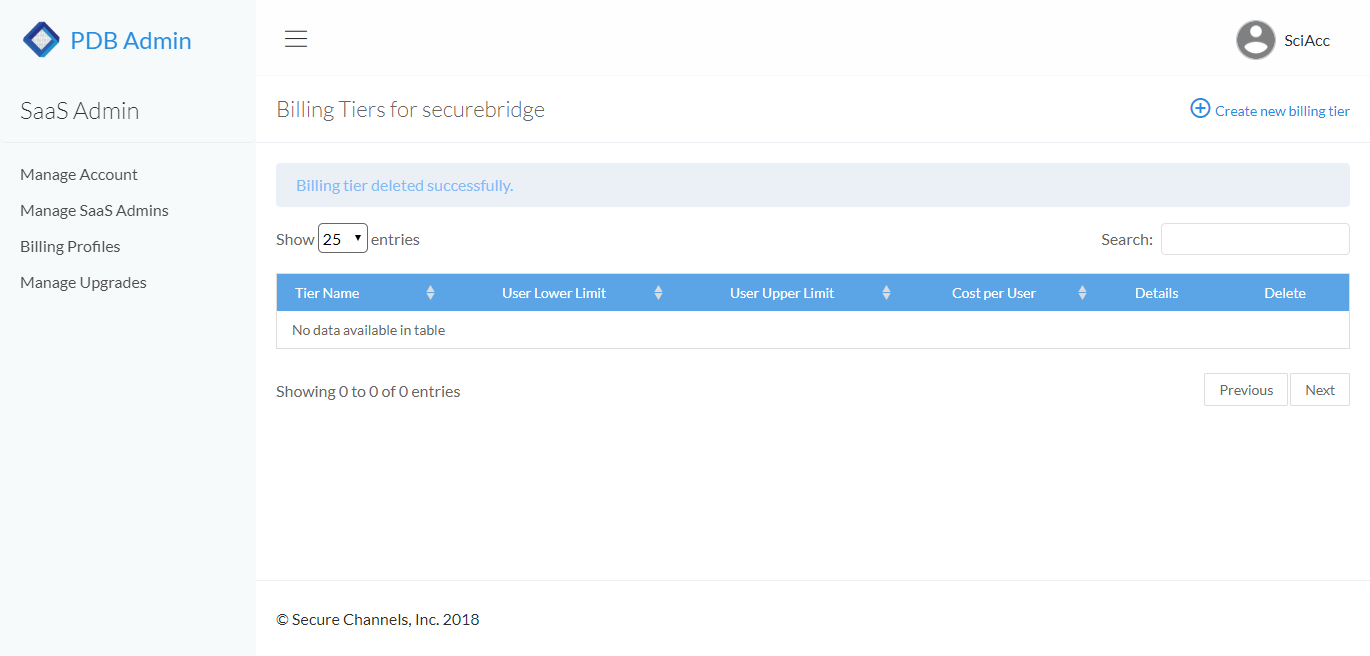 PDB Admin
SciAcc
SaaS Admin
Billing Tiers for securebridge
Create new billing tier
Manage Account
Manage SaaS Admins
Billing Profiles
Manage Upgrades
Billing tier deleted successfully.
Show 25 entries
Search:
Tier Name User Lower Limit User Upper Limit Cost per User Details Delete
No data available in table
Showing 0 to 0 of 0 entries
Previous Next
© Secure Channels, Inc. 2018